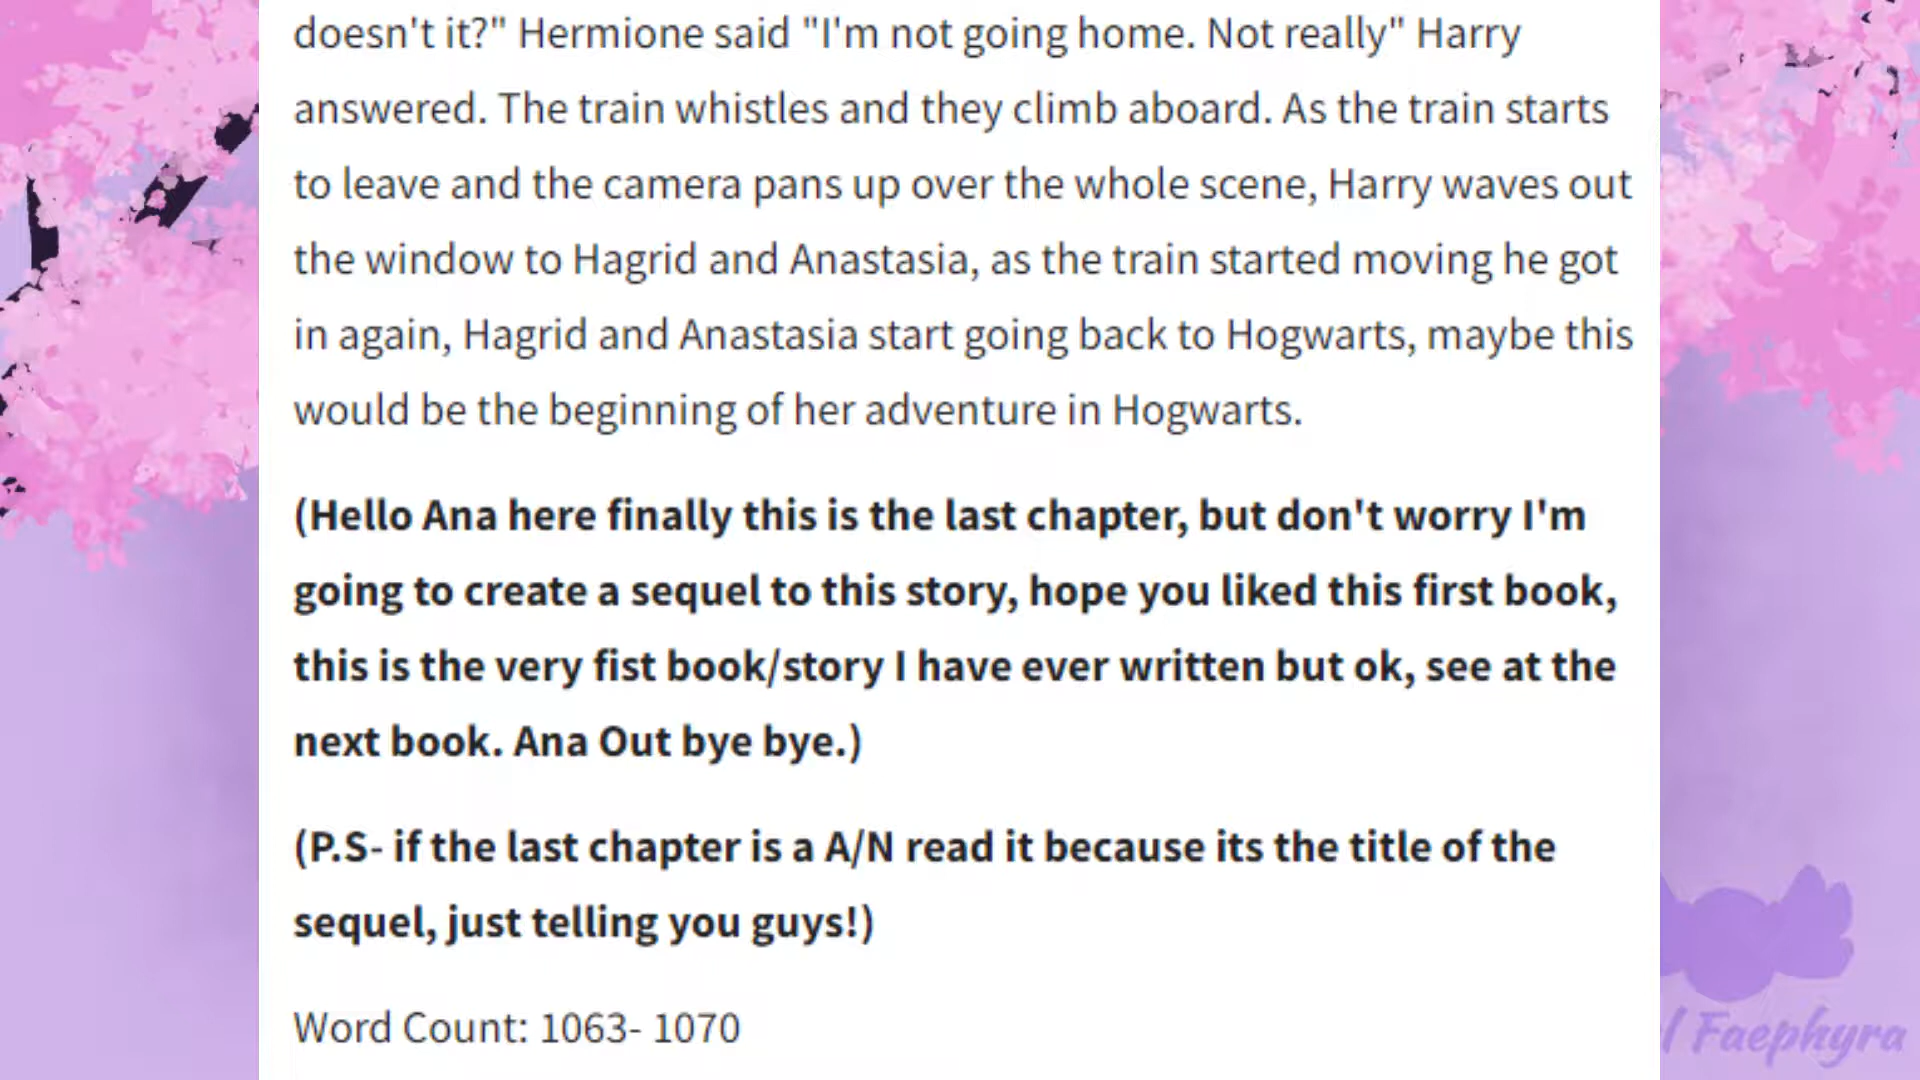 doesn't it?" Hermione said "I'm not going home. Not really" Harry
answered. The train whistles and they climb aboard. As the train starts
to leave and the camera pans up over the whole scene, Harry waves out
the window to Hagrid and Anastasia, as the train started moving he got
in again, Hagrid and Anastasia start going back to Hogwarts, maybe this
would be the beginning of her adventure in Hogwarts.
(Hello Ana here finally this is the last chapter, but don't worry I'm
going to create a sequel to this story, hope you liked this first book,
this is the very fist book/story I have ever written but ok, see at the
next book. Ana Out bye bye.)
(P.S- if the last chapter is a A/N read it because its the title of the
sequel, just telling you guys!)
Word Count: 1063- 1070
Faephyra